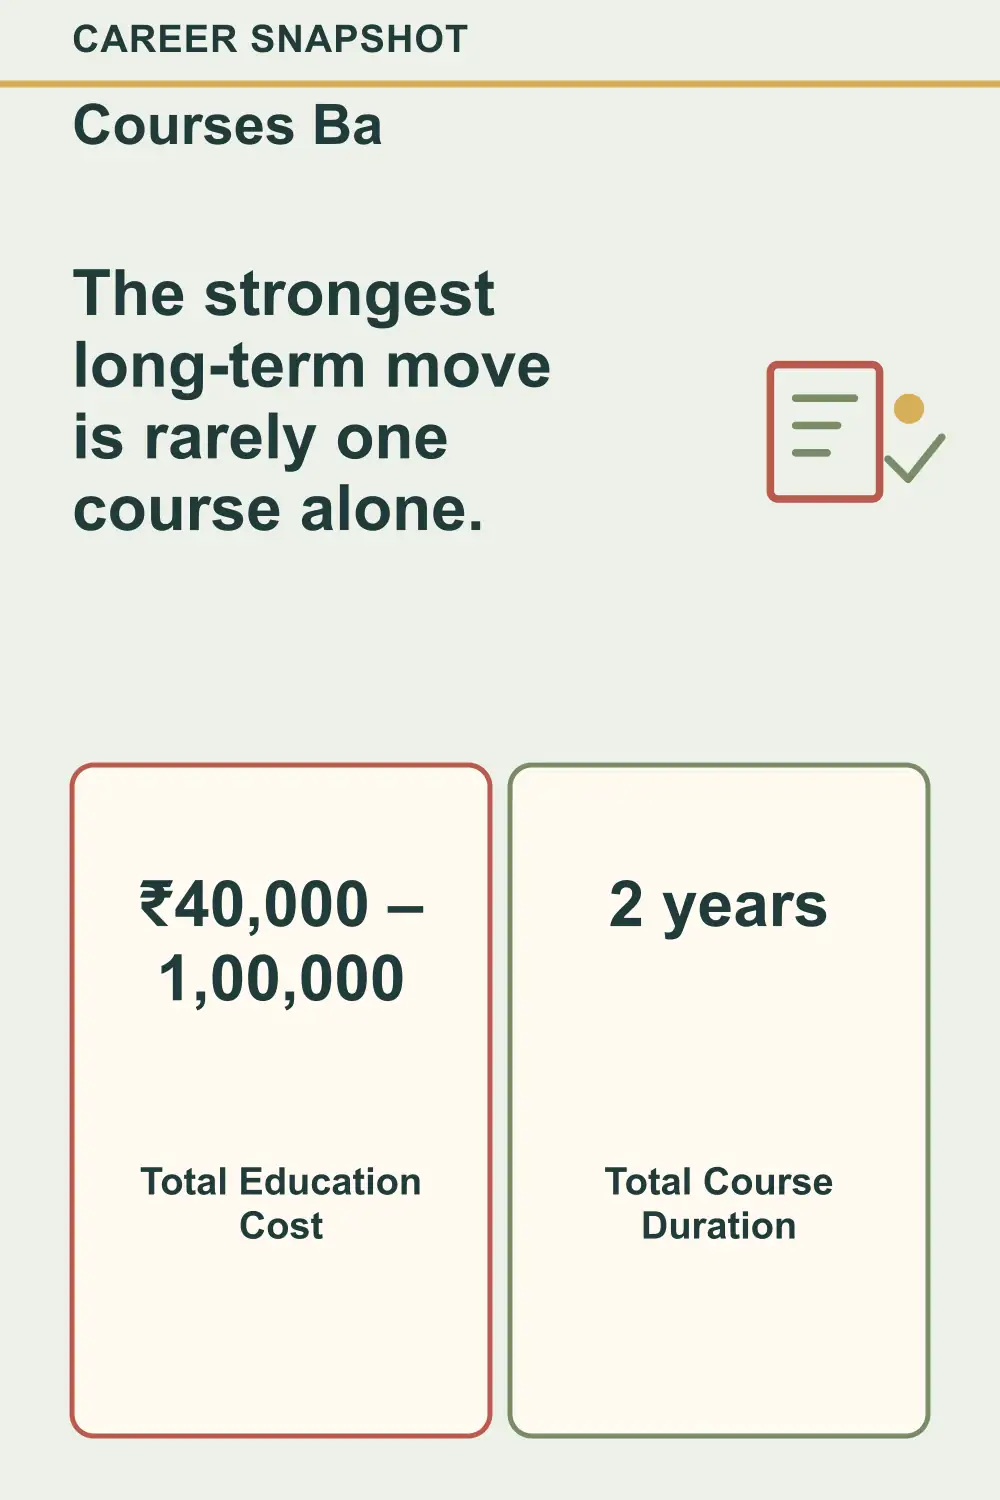 CAREER SNAPSHOT
Courses Ba
The strongest
long-term move
is rarely one
course alone.
₹40,000 –
1,00,000
Total Education
Cost
2 years
Total Course
Duration